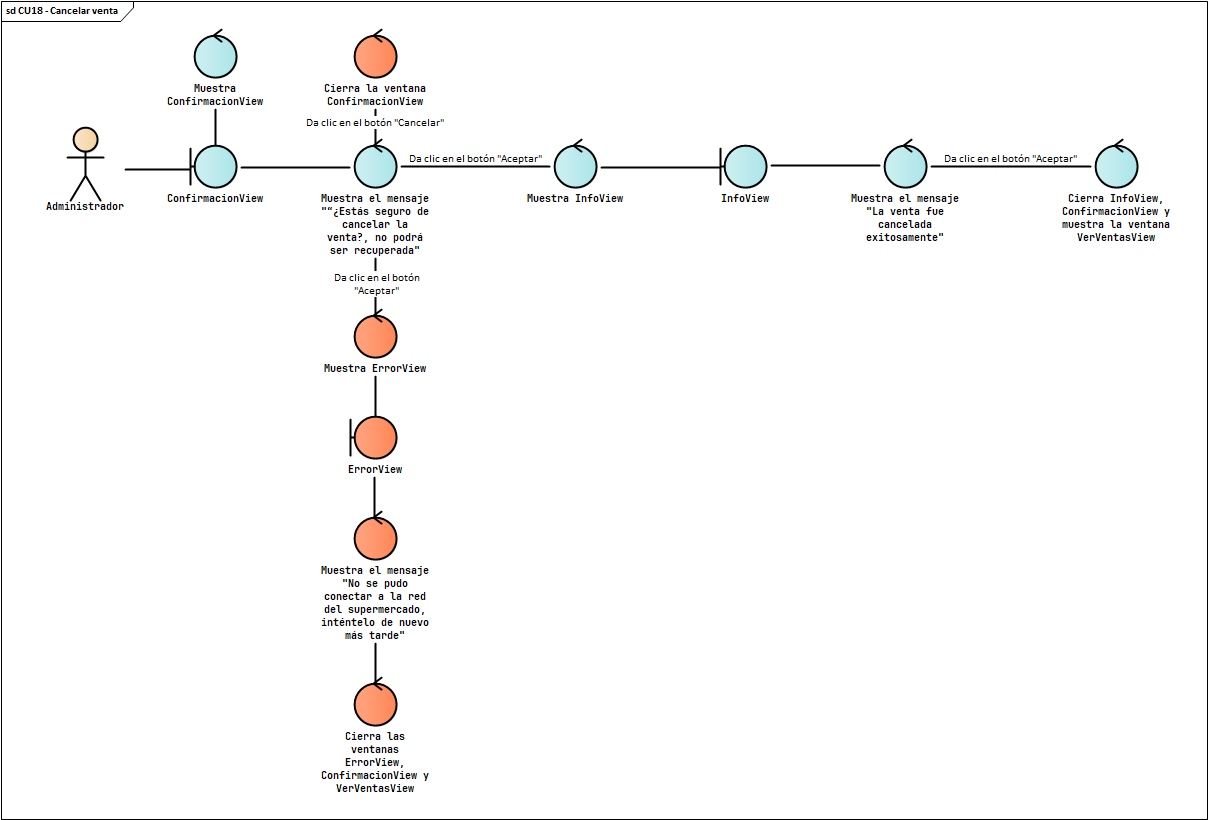 sd CU18 - Cancelar venta
Muestra
ConfirmacionView
Cierra la ventana
ConfirmacionView
Da clic en el botón "Cancelar"
Administrador
ConfirmacionView
Muestra el mensaje
"“¿Estás seguro de
cancelar la
venta?, no podrá
ser recuperada"
Da clic en el botón "Aceptar"
Muestra InfoView
InfoView
Muestra el mensaje
"La venta fue
cancelada
exitosamente"
Da clic en el botón "Aceptar"
Cierra InfoView,
ConfirmacionView y
muestra la ventana
VerVentasView
Da clic en el botón
"Aceptar"
Muestra ErrorView
ErrorView
Muestra el mensaje
"No se pudo
conectar a la red
del supermercado,
inténtelo de nuevo
más tarde"
Cierra las
ventanas
ErrorView,
ConfirmacionView y
VerVentasView